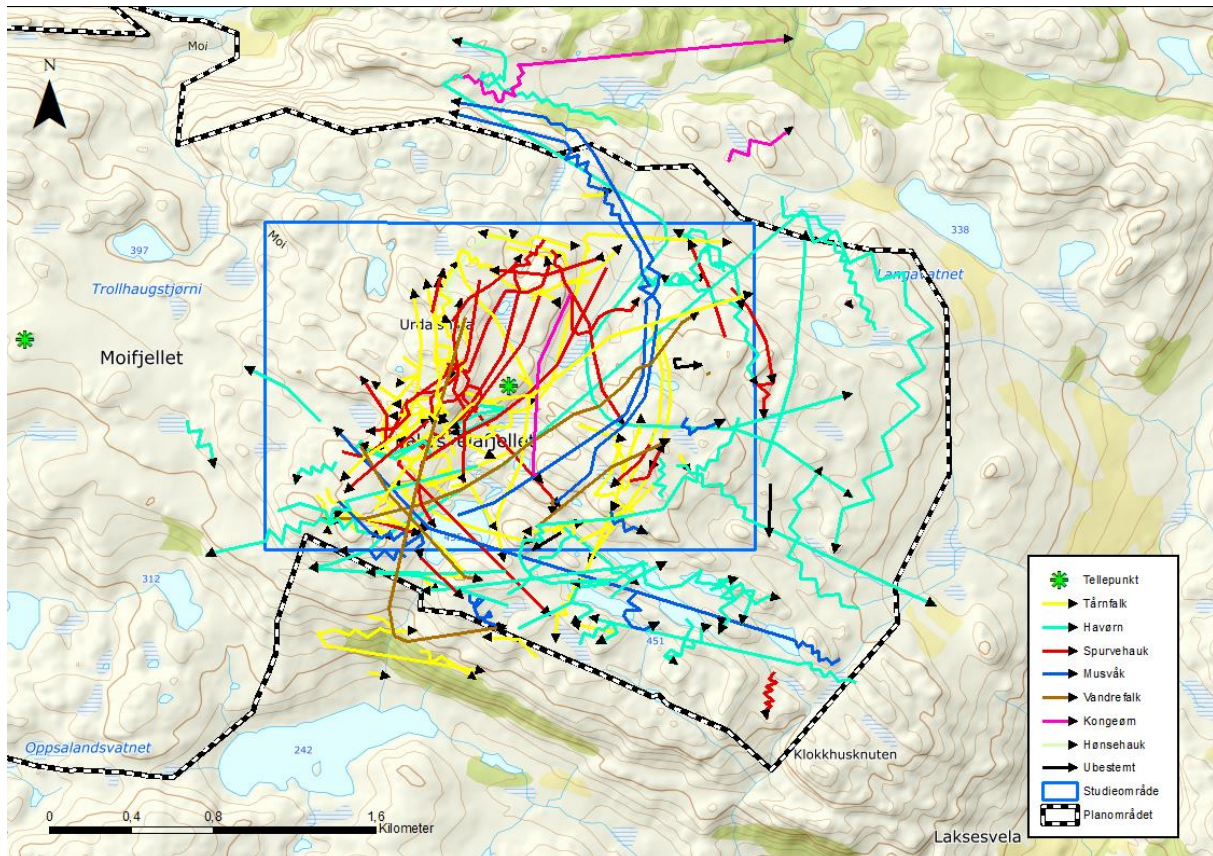 Moi
N
397
338
Moi
Langavatnet
Trollhaugstjørni
Moifjellet
312
451
Oppsalandsvatnet
242
Klokkhusknuten
Laksesvela
0
0,4
0,8
1,6
Kilometer
Tellepunkt
Tårnfalk
Havørn
Spurvehauk
Musvåk
Vandrefalk
Kongeørn
Hønsehauk
Ubestemt
Studieområde
Planområdet